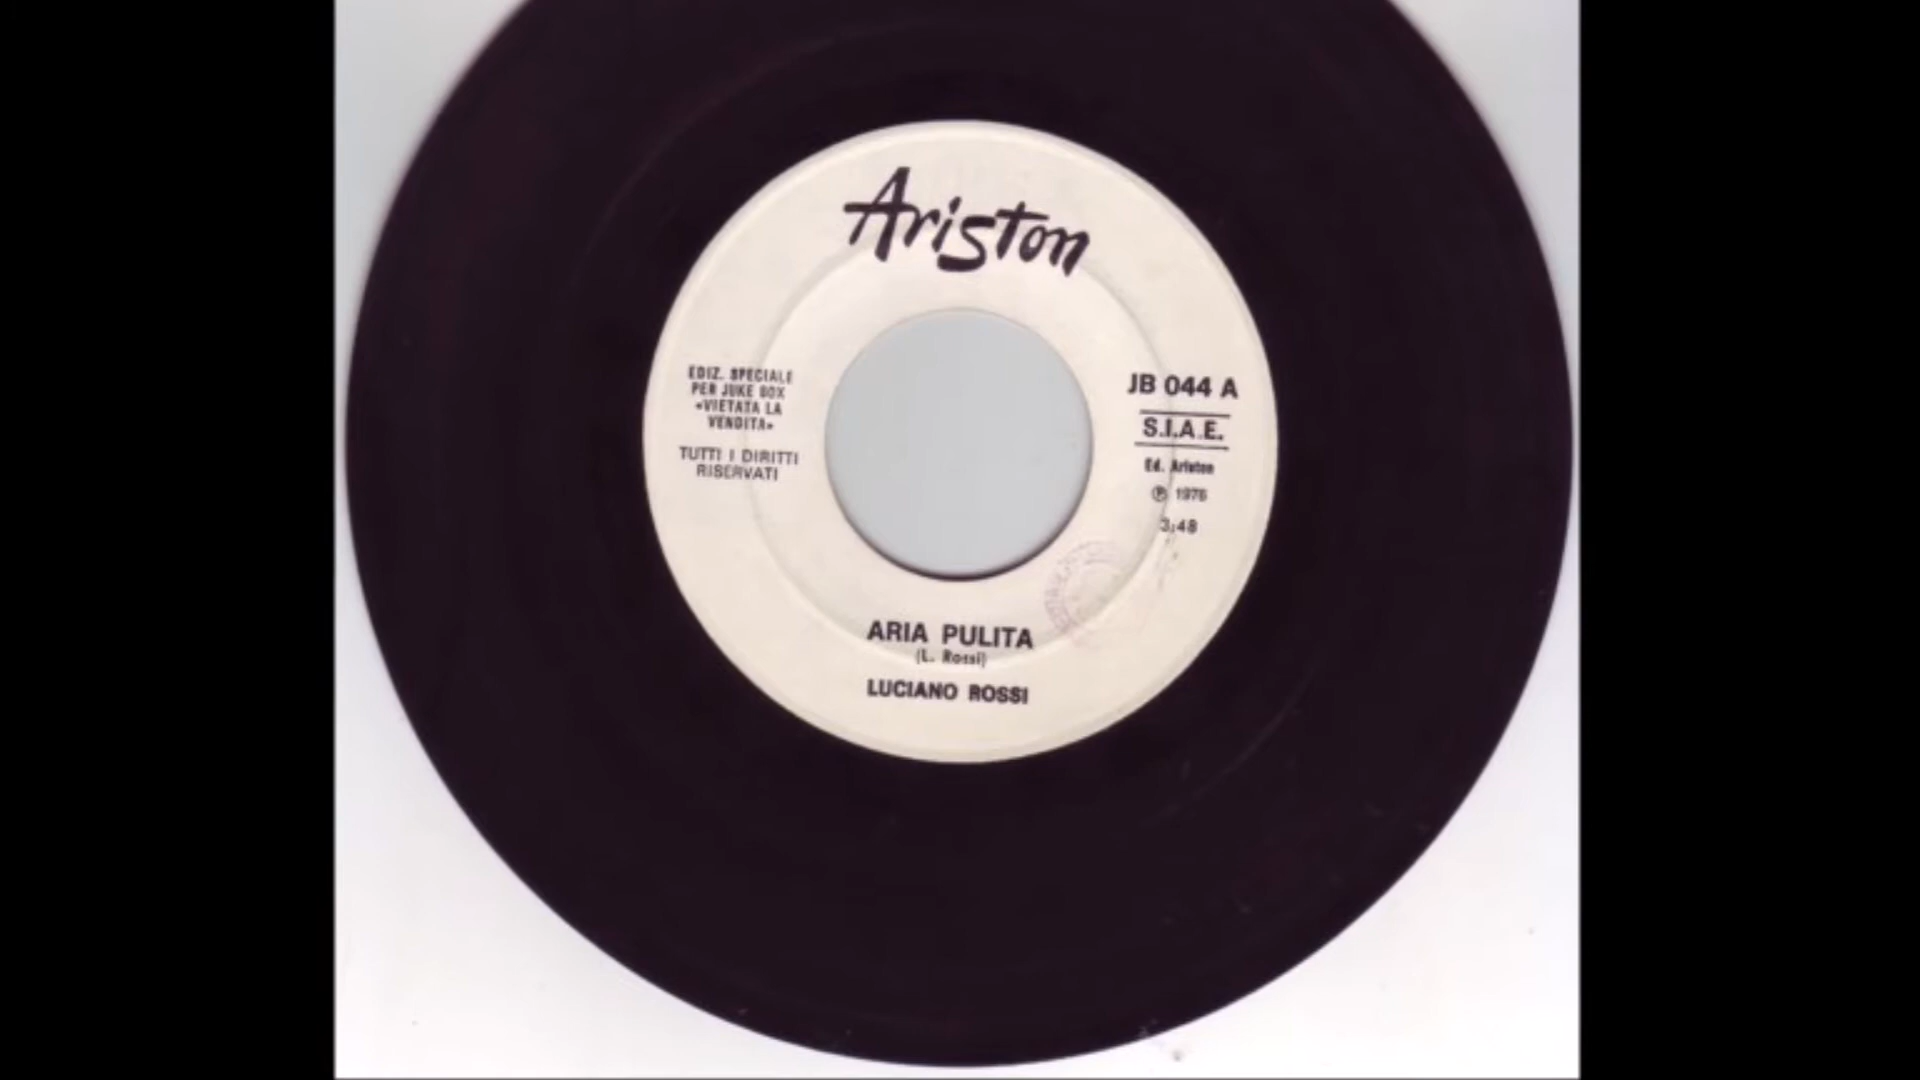 Ariston
EDIZ. SPECIALE
PER JUKE BOX
«VIETATA LA
VENDITA»
TUTTI I DIRITTI
RISERVATI
JB 044 A
S.I.A.E.
Ed. Ariston
℗ 1976
3:48
ARIA PULITA
(L. Rossi)
LUCIANO ROSSI